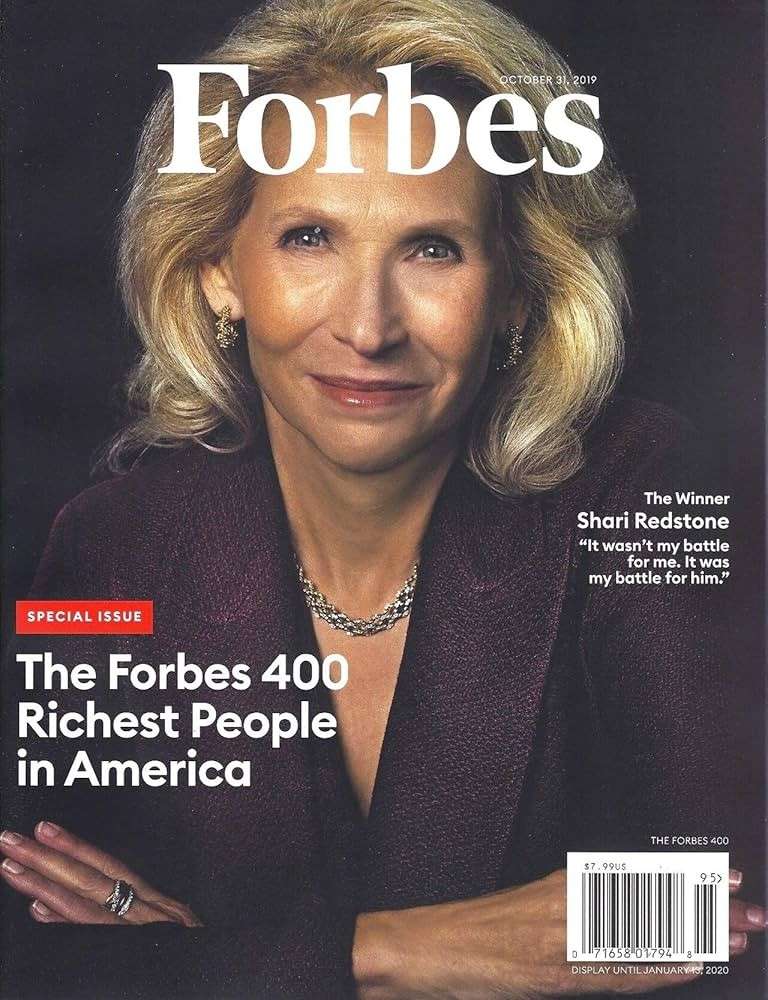 OCTOBER 31, 2019
Forbes
The Winner
Shari Redstone
“It wasn’t my battle
for me. It was
my battle for him.”
SPECIAL ISSUE
The Forbes 400
Richest People
in America
THE FORBES 400
$7.99US
95>
0 71658 01794 8
DISPLAY UNTIL JANUARY 13, 2020